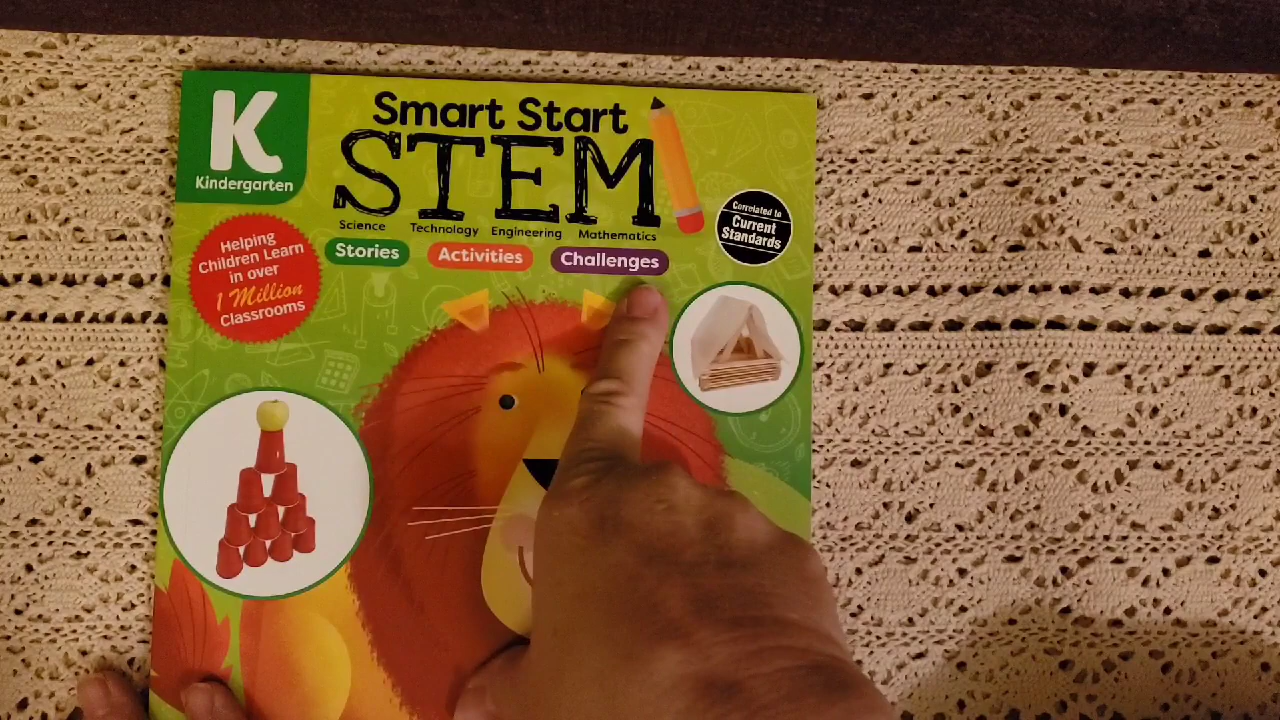 K
Kindergarten
Smart Start
STEM
Science Technology Engineering Mathematics
Stories Activities Challenges
Correlated to
Current
Standards
Helping
Children Learn
in over
1 Million
Classrooms